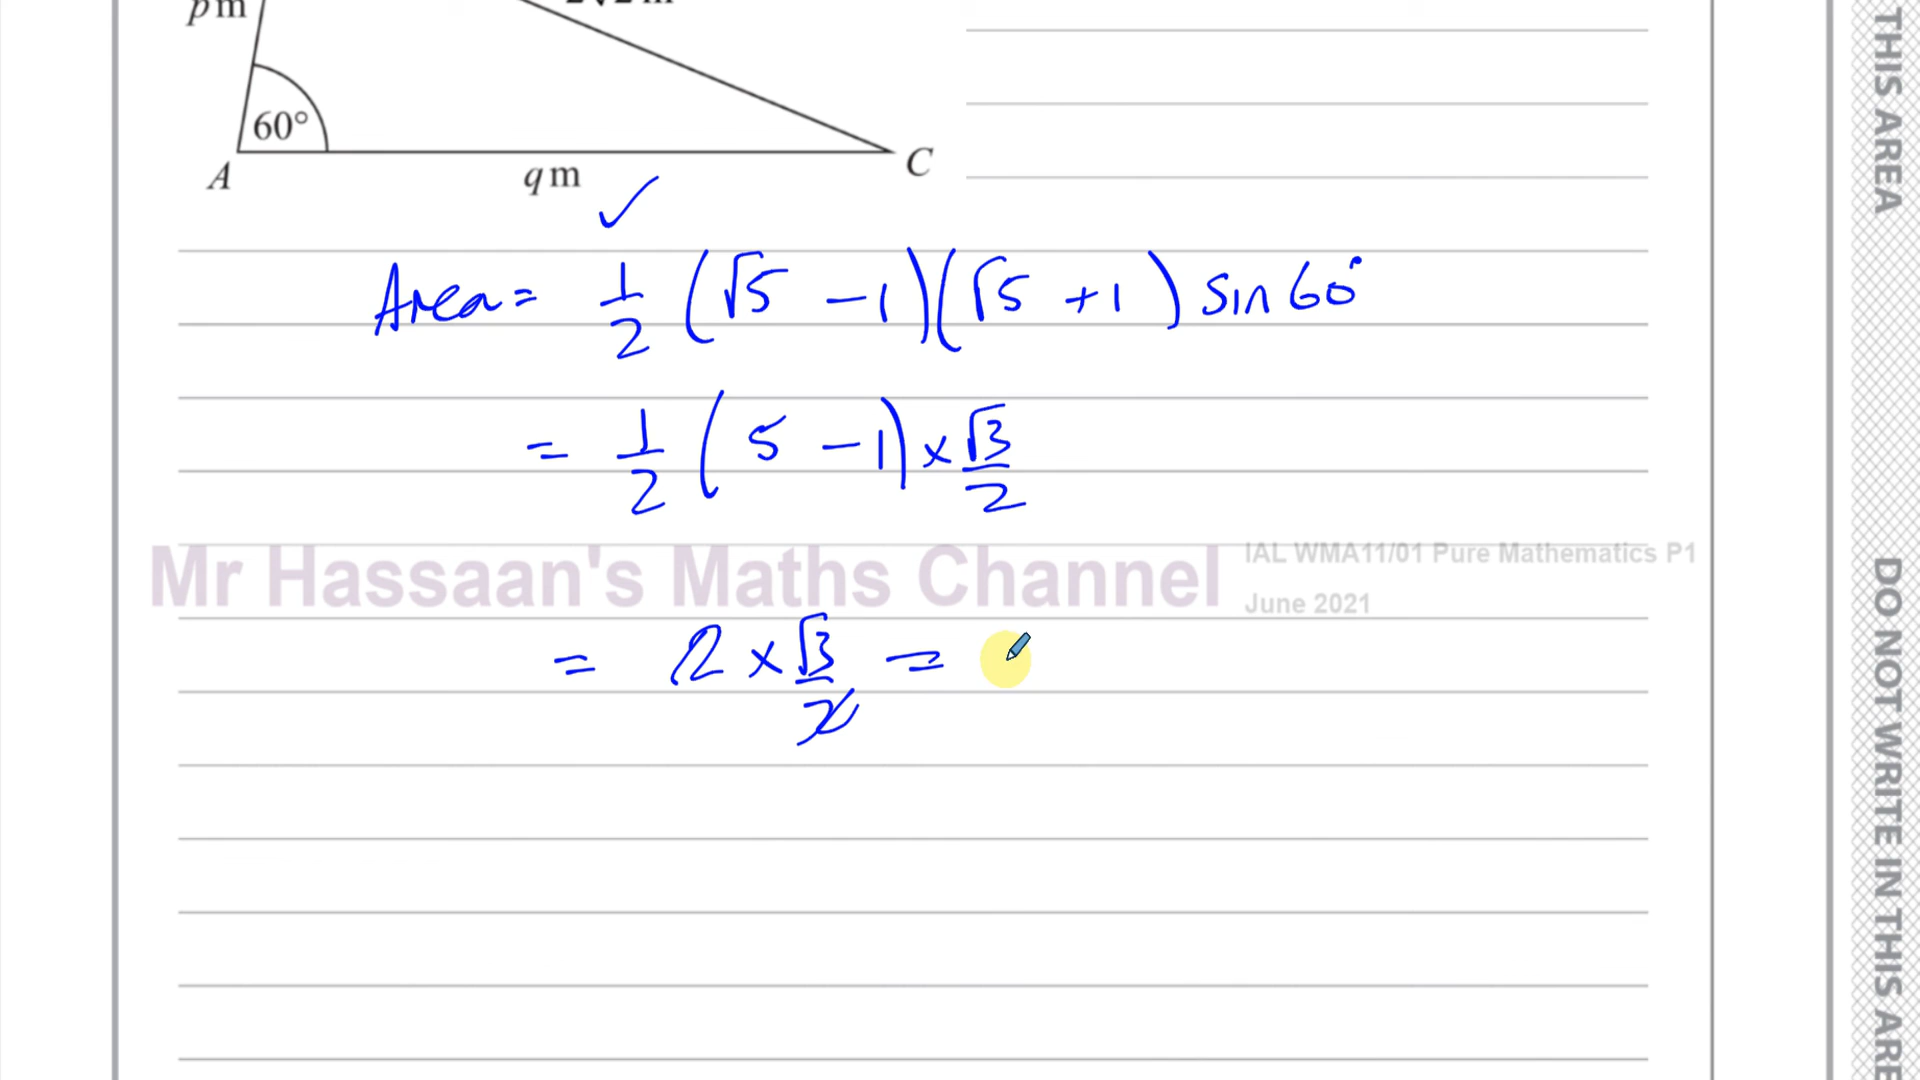 p m
60°
A
q m
C
Area = 1/2 (√5 − 1)(√5 + 1) sin 60°
= 1/2 (5 − 1) × √3/2
Mr Hassaan's Maths Channel
IAL WMA11/01 Pure Mathematics P1
June 2021
= 2 × √3/2 =
THIS AREA
DO NOT WRITE IN THIS ARE